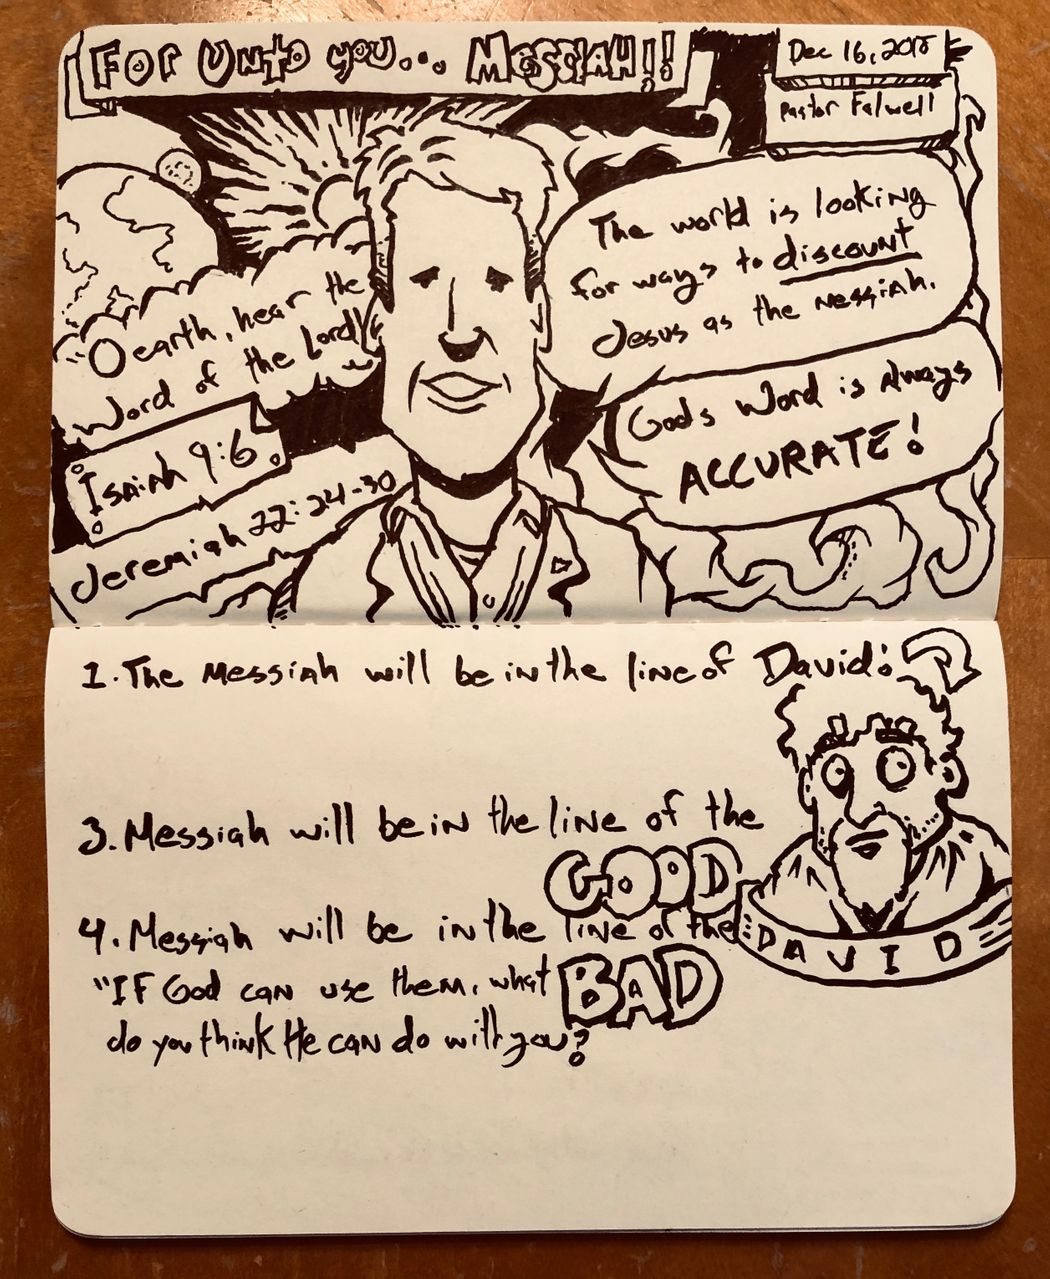 For Unto you... Messiah!!
Dec 16, 2018
Pastor Falwell
The world is looking
for ways to discount
Jesus as the Messiah.
God's Word is Always
ACCURATE!
"O earth, hear the
Word of the Lord"
Isaiah 9:6
Jeremiah 22:24-30
1. The Messiah will be in the line of David:
3. Messiah will be in the line of the
GOOD
4. Messiah will be in the line of the
BAD
"If God can use them, what
do you think He can do with you?
DAVID